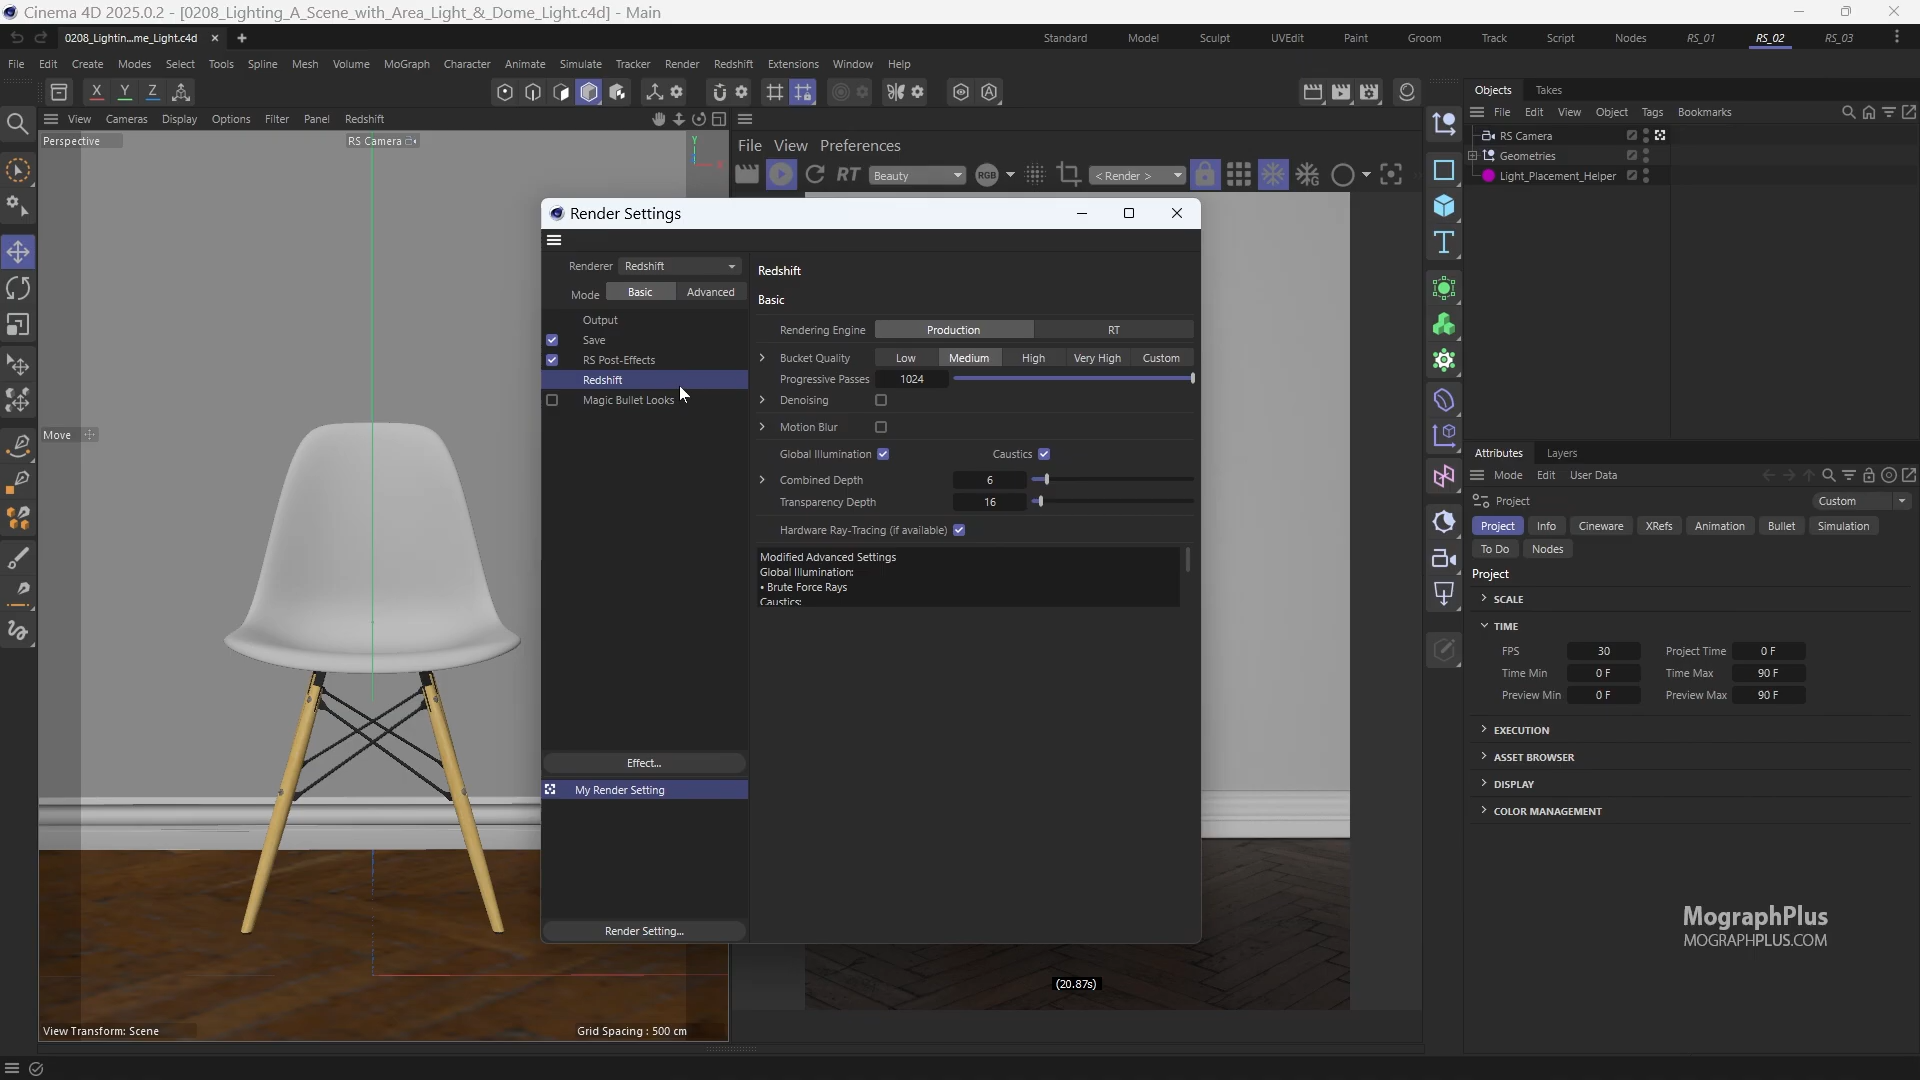 Cinema 4D 2025.0.2 - [0208_Lighting_A_Scene_with_Area_Light_&_Dome_Light.c4d] - Main
0208_Lightin...me_Light.c4d
Standard Model Sculpt UVEdit Paint Groom Track Script Nodes RS_01 RS_02 RS_03
File Edit Create Modes Select Tools Spline Mesh Volume MoGraph Character Animate Simulate Tracker Render Redshift Extensions Window Help
X Y Z
View Cameras Display Options Filter Panel Redshift
Perspective
RS Camera
Y
Move
View Transform: Scene
Grid Spacing : 500 cm
File View Preferences
RT Beauty RGB < Render >
(20.87s)
Render Settings
Renderer Redshift
Mode Basic Advanced
Output
Save
RS Post-Effects
Redshift
Magic Bullet Looks
Effect...
My Render Setting
Render Setting...
Redshift
Basic
Rendering Engine Production RT
Bucket Quality Low Medium High Very High Custom
Progressive Passes 1024
Denoising
Motion Blur
Global Illumination Caustics
Combined Depth 6
Transparency Depth 16
Hardware Ray-Tracing (if available)
Modified Advanced Settings
Global Illumination:
• Brute Force Rays
Caustics:
Objects Takes
File Edit View Object Tags Bookmarks
RS Camera
Geometries
Light_Placement_Helper
Attributes Layers
Mode Edit User Data
Project Custom
Project Info Cineware XRefs Animation Bullet Simulation
To Do Nodes
Project
SCALE
TIME
FPS 30 Project Time 0 F
Time Min 0 F Time Max 90 F
Preview Min 0 F Preview Max 90 F
EXECUTION
ASSET BROWSER
DISPLAY
COLOR MANAGEMENT
MographPlus
MOGRAPHPLUS.COM